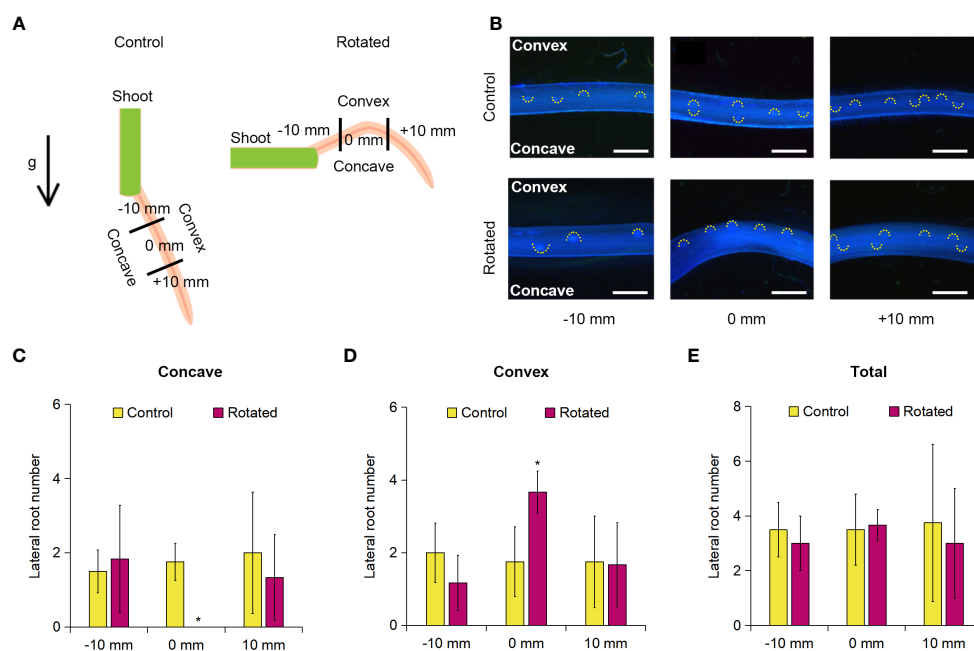 A
Control
Rotated
Shoot
g
-10 mm
0 mm
+10 mm
Convex
Concave
Convex
Shoot
-10 mm
0 mm
+10 mm
Concave
B
Control
Convex
Concave
Rotated
Convex
Concave
-10 mm
0 mm
+10 mm
C
Concave
Control
Rotated
Lateral root number
6
4
2
0
*
-10 mm
0 mm
10 mm
D
Convex
Control
Rotated
Lateral root number
6
4
2
0
*
-10 mm
0 mm
10 mm
E
Total
Control
Rotated
Lateral root number
8
6
4
2
0
-10 mm
0 mm
10 mm